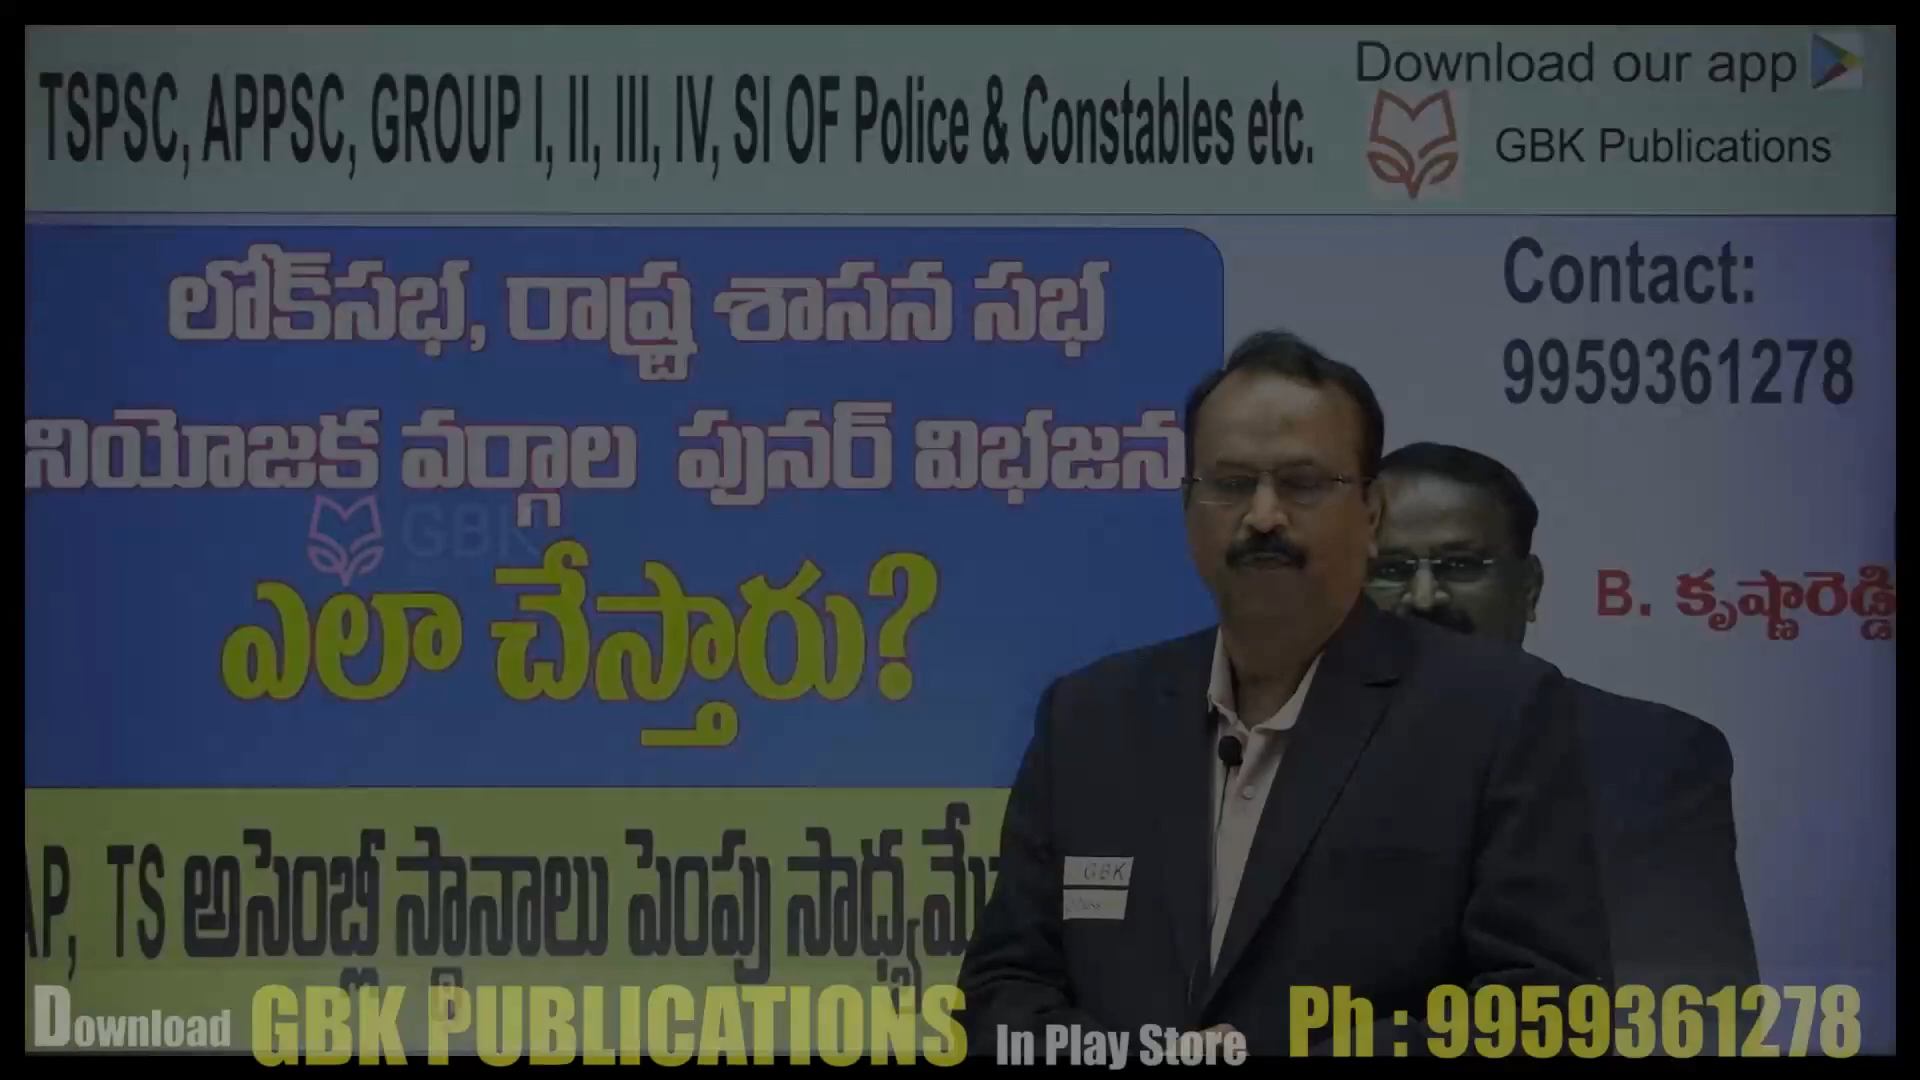 TSPSC, APPSC, GROUP I, II, III, IV, SI OF Police & Constables etc.
Download our app
GBK Publications
లోక్‌సభ, రాష్ట్ర శాసన సభ
నియోజక వర్గాల పునర్ విభజన
GBK
ఎలా చేస్తారు?
Contact:
9959361278
B. కృష్ణారెడ్డి
AP, TS అసెంబ్లీ స్థానాలు పెంపు సాధ్యమే
GBK
Download GBK PUBLICATIONS In Play Store Ph : 9959361278